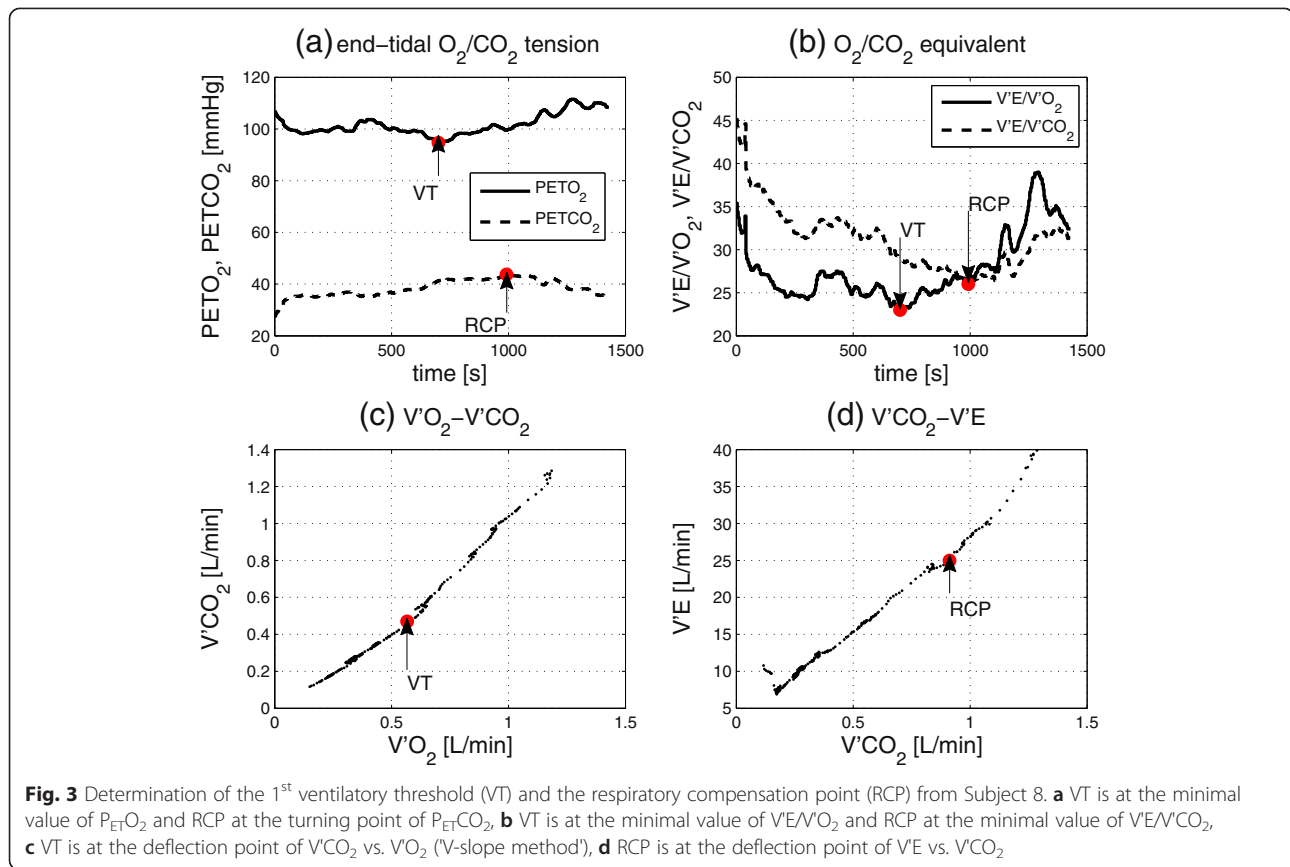 (a) end–tidal O₂/CO₂ tension
PETO₂, PETCO₂ [mmHg]
120
100
80
60
40
20
0
500
1000
1500
time [s]
VT
RCP
PETO₂
PETCO₂
(b) O₂/CO₂ equivalent
V'E/V'O₂, V'E/V'CO₂
50
45
40
35
30
25
20
0
500
1000
1500
time [s]
V'E/V'O₂
V'E/V'CO₂
VT
RCP
(c) V'O₂–V'CO₂
V'CO₂ [L/min]
1.4
1.2
1
0.8
0.6
0.4
0.2
0
0
0.5
1
1.5
V'O₂ [L/min]
VT
(d) V'CO₂–V'E
V'E [L/min]
40
35
30
25
20
15
10
5
0
0.5
1
1.5
V'CO₂ [L/min]
RCP
Fig. 3 Determination of the 1ˢᵗ ventilatory threshold (VT) and the respiratory compensation point (RCP) from Subject 8. a VT is at the minimal
value of P_ETO₂ and RCP at the turning point of P_ETCO₂, b VT is at the minimal value of V'E/V'O₂ and RCP at the minimal value of V'E/V'CO₂,
c VT is at the deflection point of V'CO₂ vs. V'O₂ ('V-slope method'), d RCP is at the deflection point of V'E vs. V'CO₂